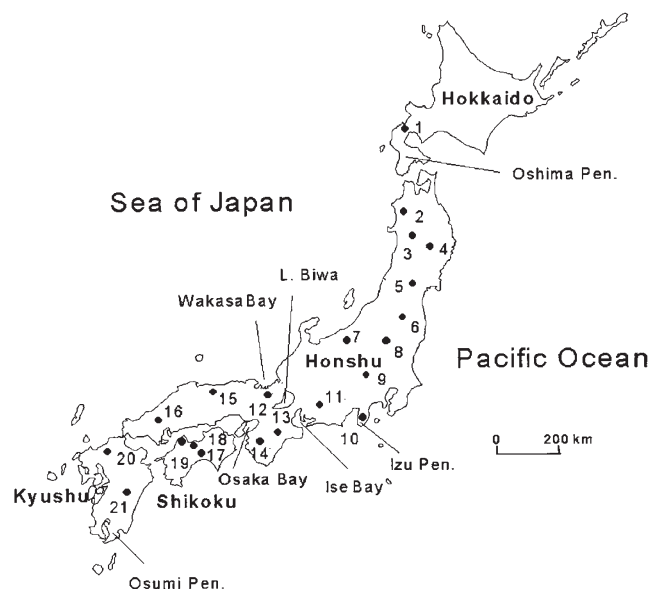 Hokkaido
1
Oshima Pen.
Sea of Japan
2
3
4
L. Biwa
5
WakasaBay
6
7
Honshu
8
Pacific Ocean
9
15
12
11
16
13
10
0 200 km
20
19
18
17
14
Osaka Bay
Ise Bay
Izu Pen.
Kyushu
Shikoku
21
Osumi Pen.